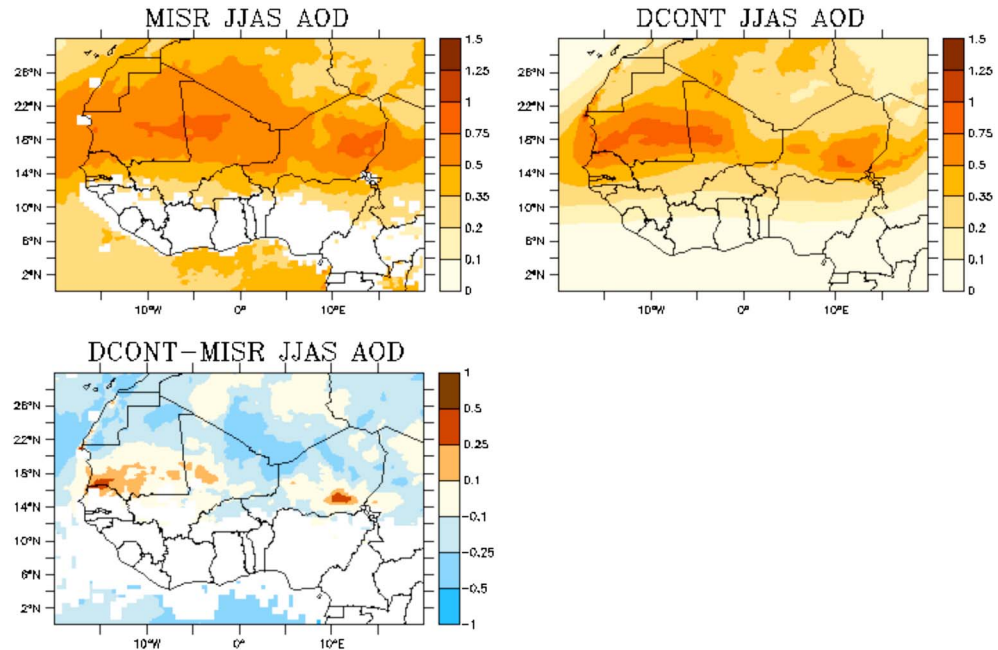 MISR JJAS AOD
26°N
22°N
18°N
14°N
10°N
6°N
2°N
10°W
0°
10°E
1.5
1.25
1
0.75
0.5
0.35
0.2
0.1
0
DCONT JJAS AOD
26°N
22°N
18°N
14°N
10°N
6°N
2°N
10°W
0°
10°E
1.5
1.25
1
0.75
0.5
0.35
0.2
0.1
0
DCONT-MISR JJAS AOD
26°N
22°N
18°N
14°N
10°N
6°N
2°N
10°W
0°
10°E
1
0.5
0.25
0.1
-0.1
-0.25
-0.5
-1